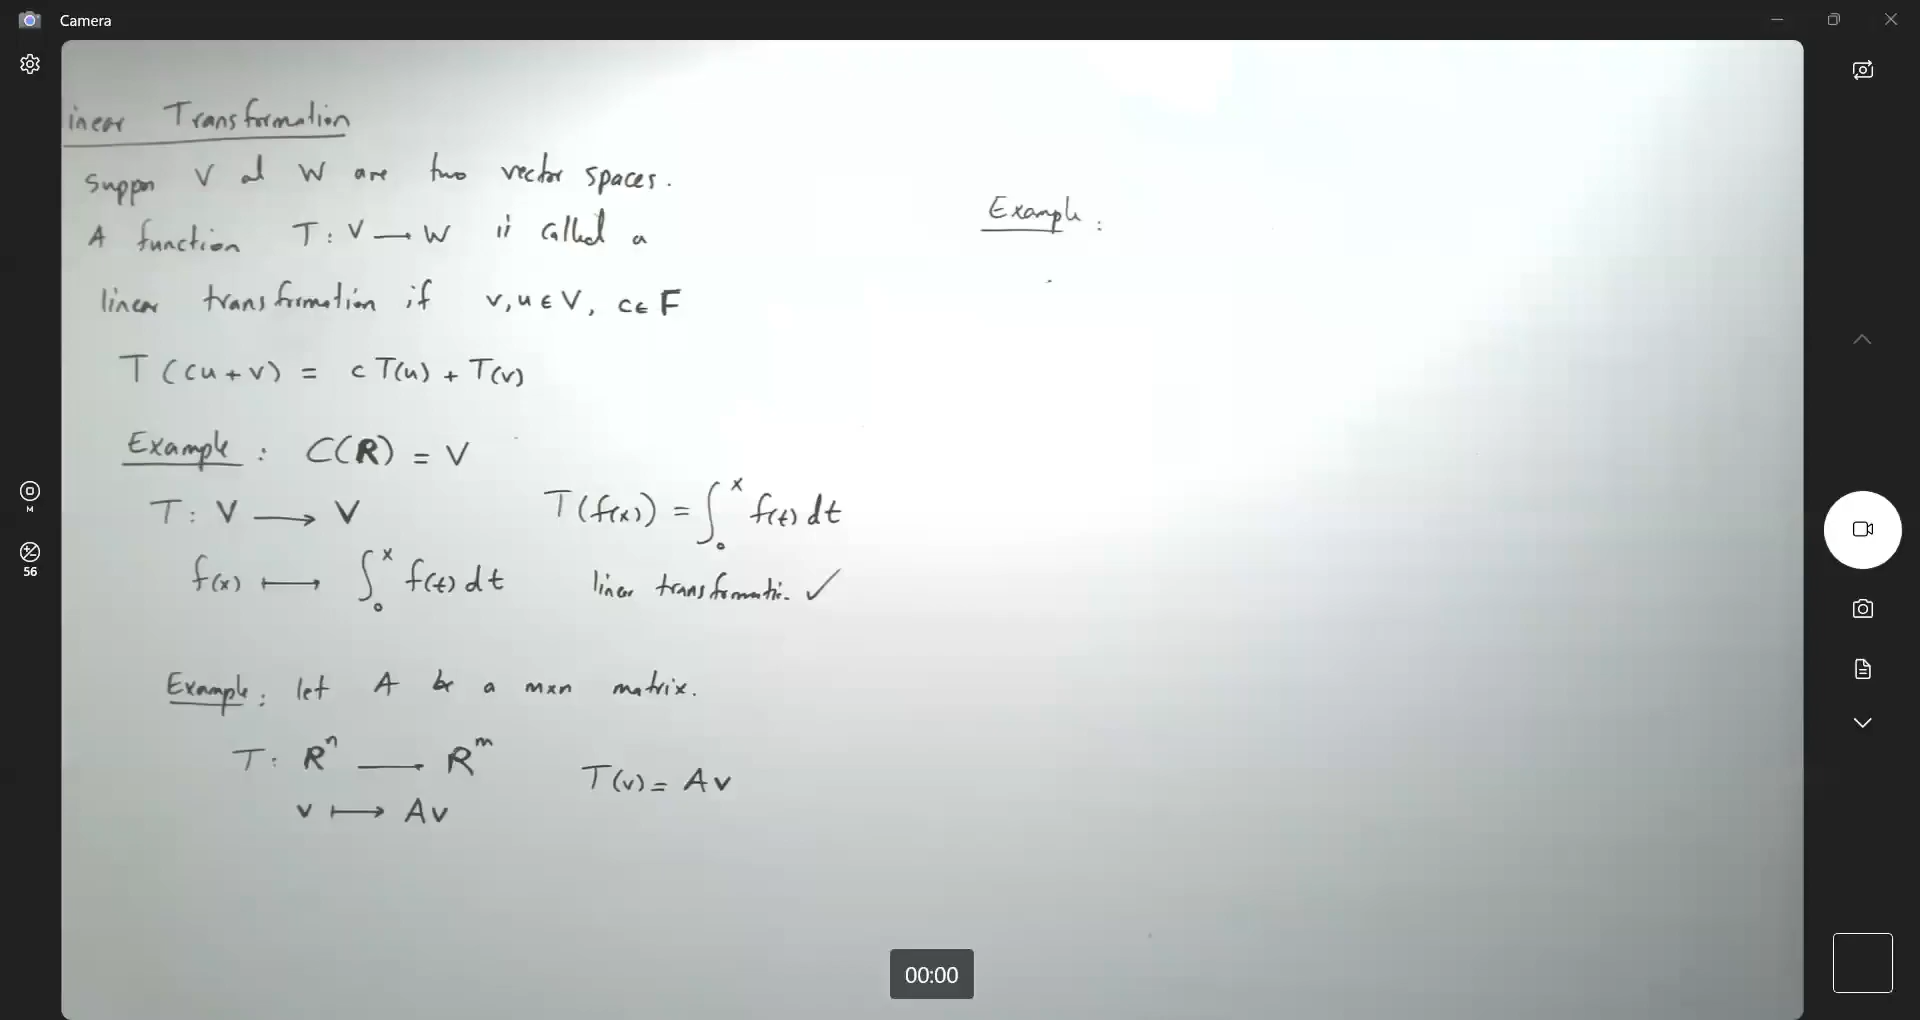 Camera
linear Transformation
Suppose V and W are two vector spaces.
A function T: V → W is called a
linear transformation if v, u ∈ V, c ∈ F
T(cu + v) = c T(u) + T(v)
Example : C(R) = V
T: V → V T(f(x)) = ∫₀ˣ f(t) dt
f(x) ↦ ∫₀ˣ f(t) dt linear transformation ✓
Example: let A be a m×n matrix.
T: Rⁿ → Rᵐ T(v) = Av
v ↦ Av
Example :
M
56
00:00